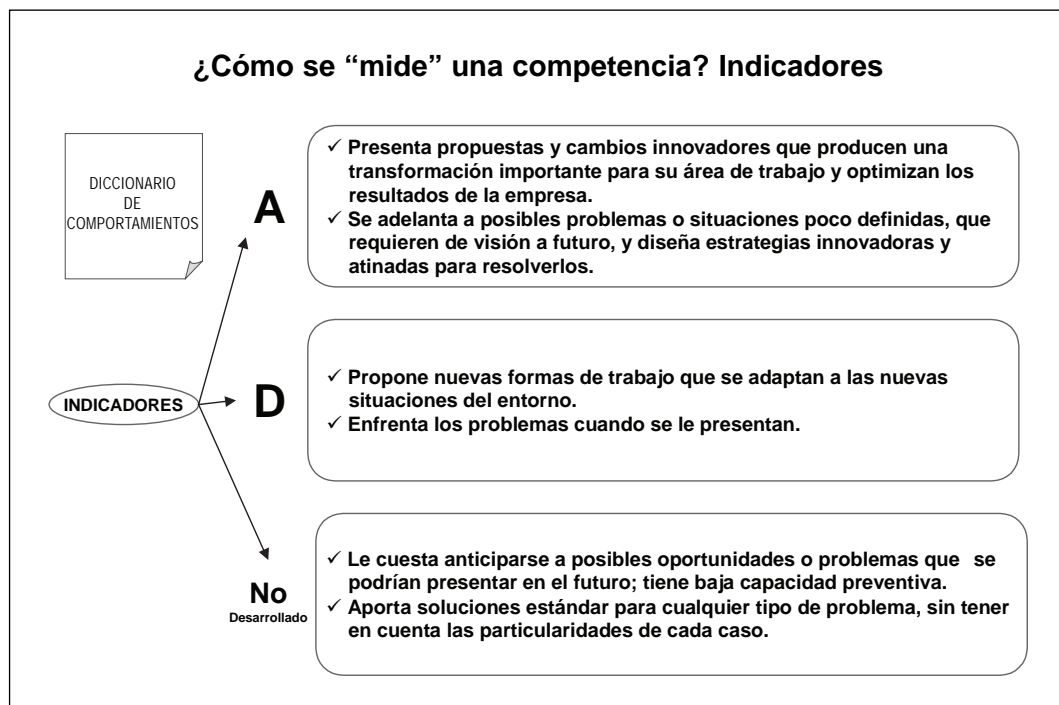 ¿Cómo se “mide” una competencia? Indicadores
DICCIONARIO
DE
COMPORTAMIENTOS
A
✓ Presenta propuestas y cambios innovadores que producen una
transformación importante para su área de trabajo y optimizan los
resultados de la empresa.
✓ Se adelanta a posibles problemas o situaciones poco definidas, que
requieren de visión a futuro, y diseña estrategias innovadoras y
atinadas para resolverlos.
INDICADORES
D
✓ Propone nuevas formas de trabajo que se adaptan a las nuevas
situaciones del entorno.
✓ Enfrenta los problemas cuando se le presentan.
No
Desarrollado
✓ Le cuesta anticiparse a posibles oportunidades o problemas que se
podrían presentar en el futuro; tiene baja capacidad preventiva.
✓ Aporta soluciones estándar para cualquier tipo de problema, sin tener
en cuenta las particularidades de cada caso.